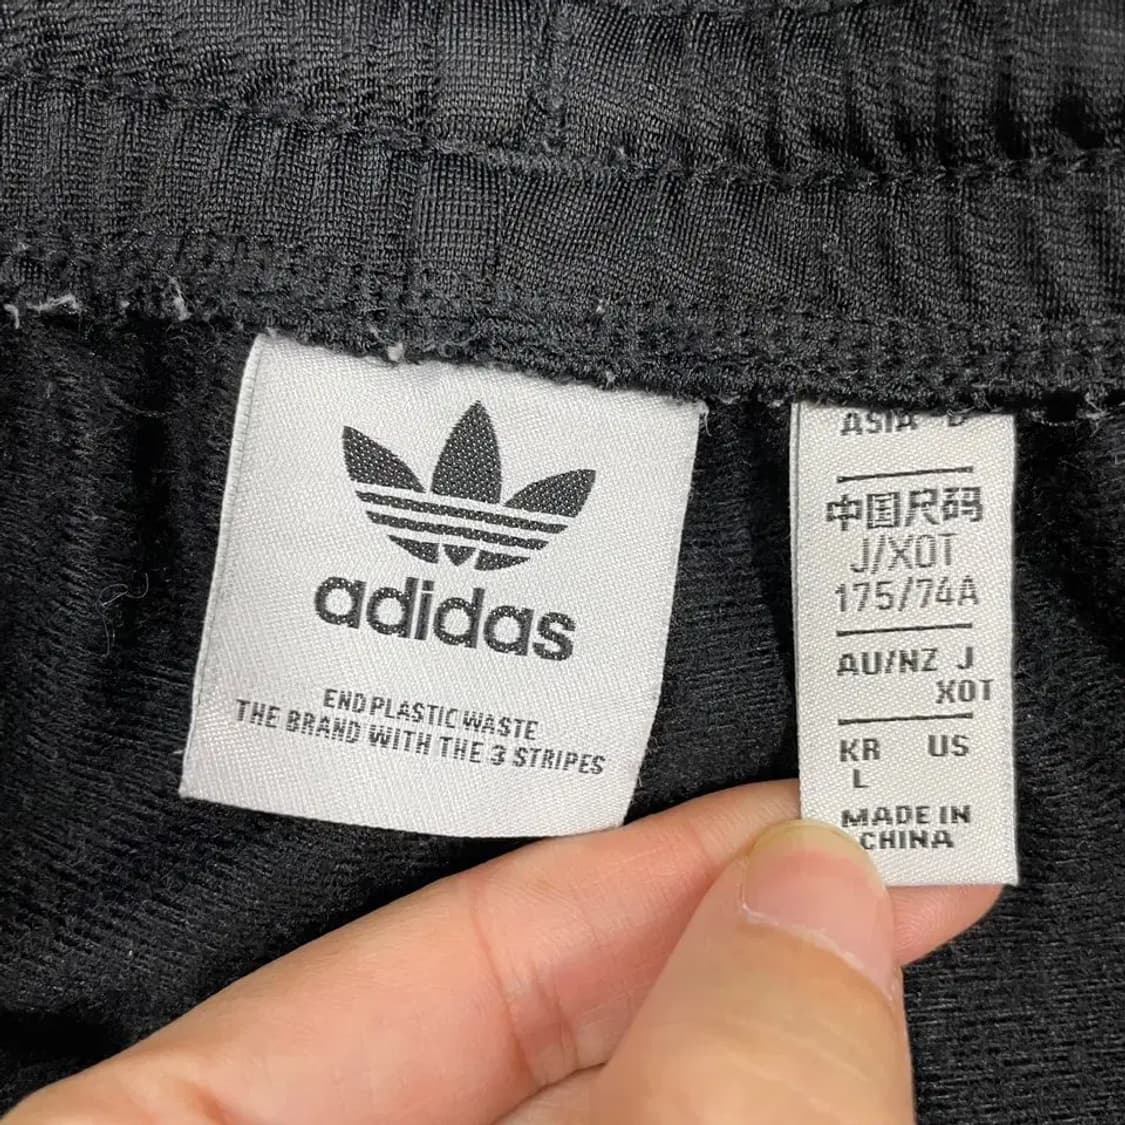 adidas
END PLASTIC WASTE
THE BRAND WITH THE 3 STRIPES
ASIA
中国尺码
J/XOT
175/74A
AU/NZ J
XOT
KR US
L
MADE IN
CHINA